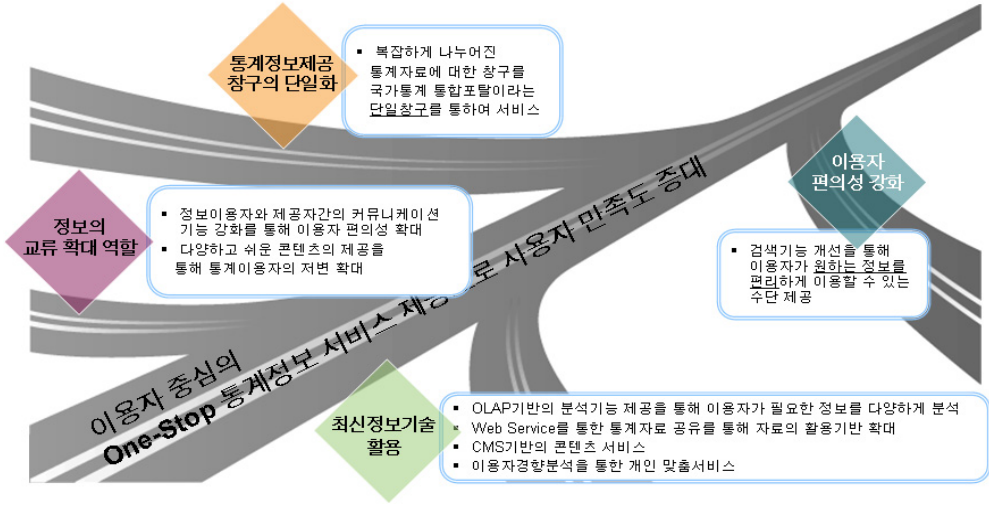 통계정보제공
창구의 단일화
▪ 복잡하게 나누어진
통계자료에 대한 창구를
국가통계 통합포탈이라는
단일창구를 통하여 서비스
이용자
편의성 강화
▪ 검색기능 개선을 통해
이용자가 원하는 정보를
편리하게 이용할 수 있는
수단 제공
정보의
교류 확대 역할
▪ 정보이용자와 제공자간의 커뮤니케이션
기능 강화를 통해 이용자 편의성 확대
▪ 다양하고 쉬운 콘텐츠의 제공을
통해 통계이용자의 저변 확대
이용자 중심의
One-Stop 통계정보 서비스 제공으로 사용자 만족도 증대
최신정보기술
활용
▪ OLAP기반의 분석기능 제공을 통해 이용자가 필요한 정보를 다양하게 분석
▪ Web Service를 통한 통계자료 공유를 통해 자료의 활용기반 확대
▪ CMS기반의 콘텐츠 서비스
▪ 이용자경향분석을 통한 개인 맞춤서비스